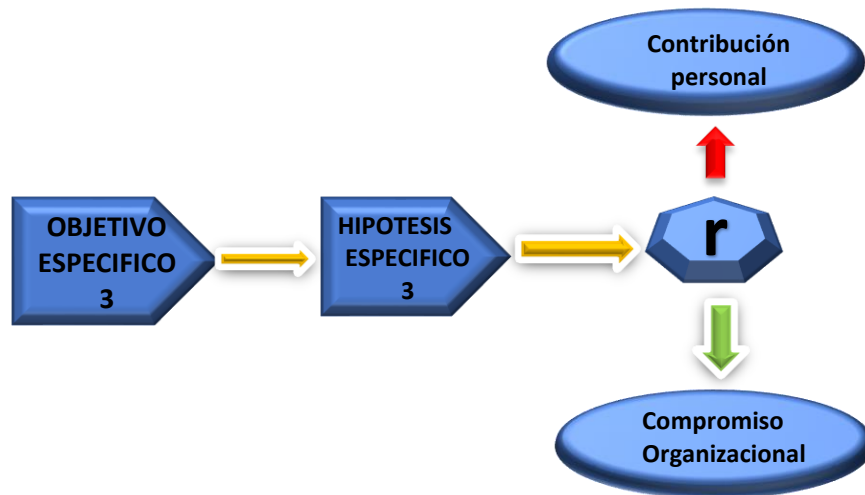 Contribución
personal
OBJETIVO
ESPECIFICO
3
HIPOTESIS
ESPECIFICO
3
r
Compromiso
Organizacional